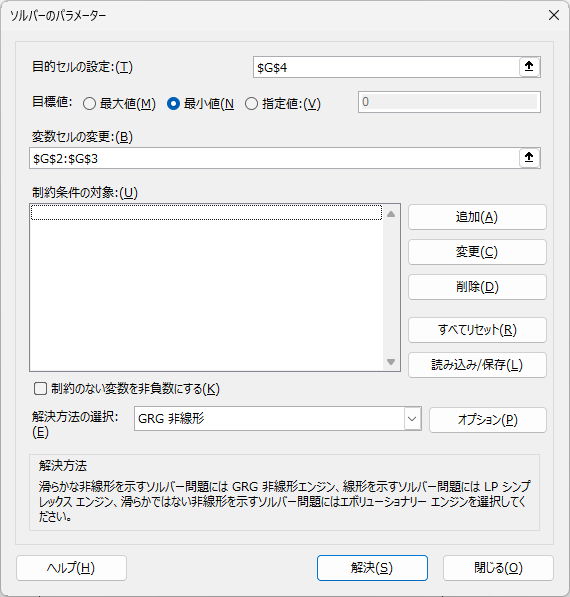 ソルバーのパラメーター
目的セルの設定:(T)
$G$4
目標値:
最大値(M)
最小値(N
指定値:(V)
0
変数セルの変更:(B)
$G$2:$G$3
制約条件の対象:(U)
追加(A)
変更(C)
削除(D)
すべてリセット(R)
読み込み/保存(L)
制約のない変数を非負数にする(K)
解決方法の選択:
(E)
GRG 非線形
オプション(P)
解決方法
滑らかな非線形を示すソルバー問題には GRG 非線形エンジン、線形を示すソルバー問題には LP シンプ
レックス エンジン、滑らかではない非線形を示すソルバー問題にはエボリューショナリー エンジンを選択してく
ださい。
ヘルプ(H)
解決(S)
閉じる(O)